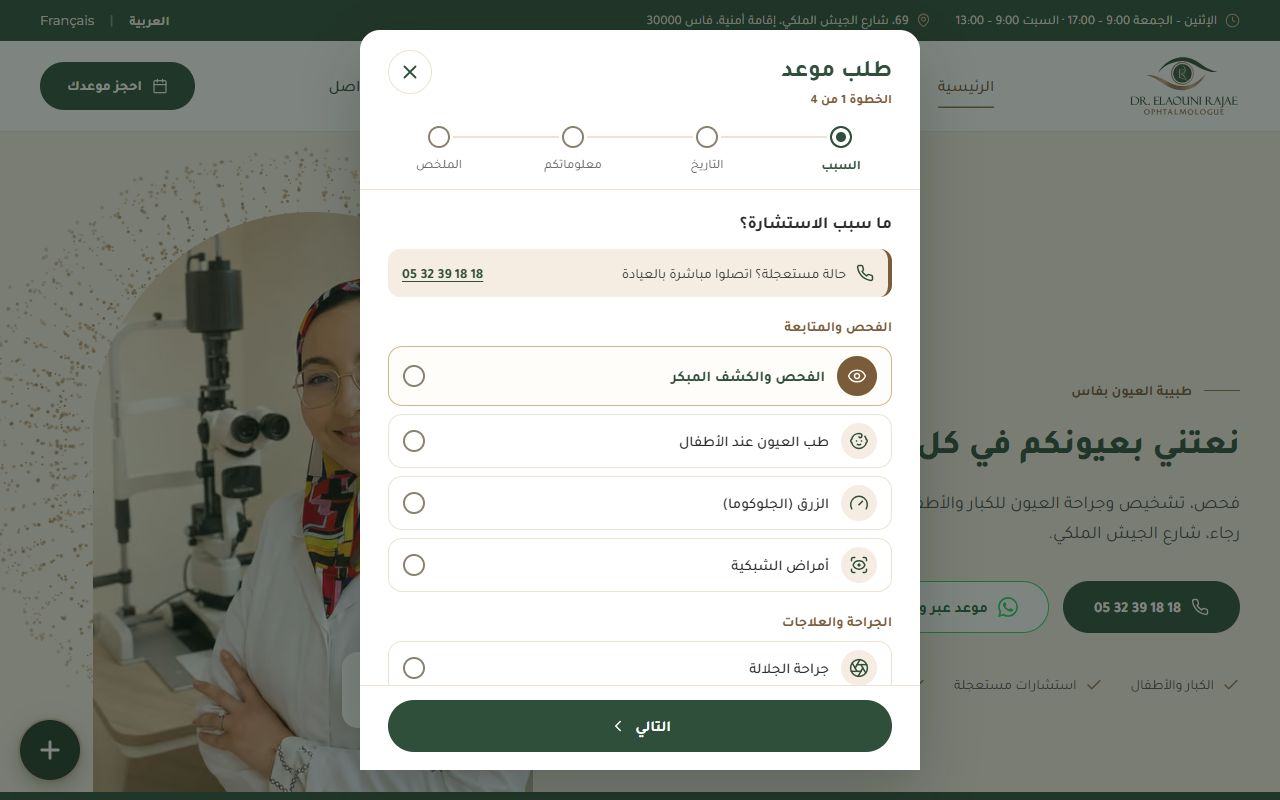 الإثنين - الجمعة 9:00 - 17:00 · السبت 9:00 - 13:00
69، شارع الجيش الملكي، إقامة أمنية، فاس 30000
العربية | Français
DR. ELAOUNI RAJAE
OPHTALMOLOGUE
الرئيسية
اصل
احجز موعدك
طلب موعد
الخطوة 1 من 4
السبب
التاريخ
معلوماتكم
الملخص
ما سبب الاستشارة؟
حالة مستعجلة؟ اتصلوا مباشرة بالعيادة
05 32 39 18 18
الفحص والمتابعة
الفحص والكشف المبكر
طب العيون عند الأطفال
الزرق (الجلوكوما)
أمراض الشبكية
الجراحة والعلاجات
جراحة الجلالة
التالي
طبيبة العيون بفاس
نعتني بعيونكم في كل
فحص، تشخيص وجراحة العيون للكبار والأطف
رجاء، شارع الجيش الملكي.
05 32 39 18 18
موعد عبر و
الكبار والأطفال
استشارات مستعجلة